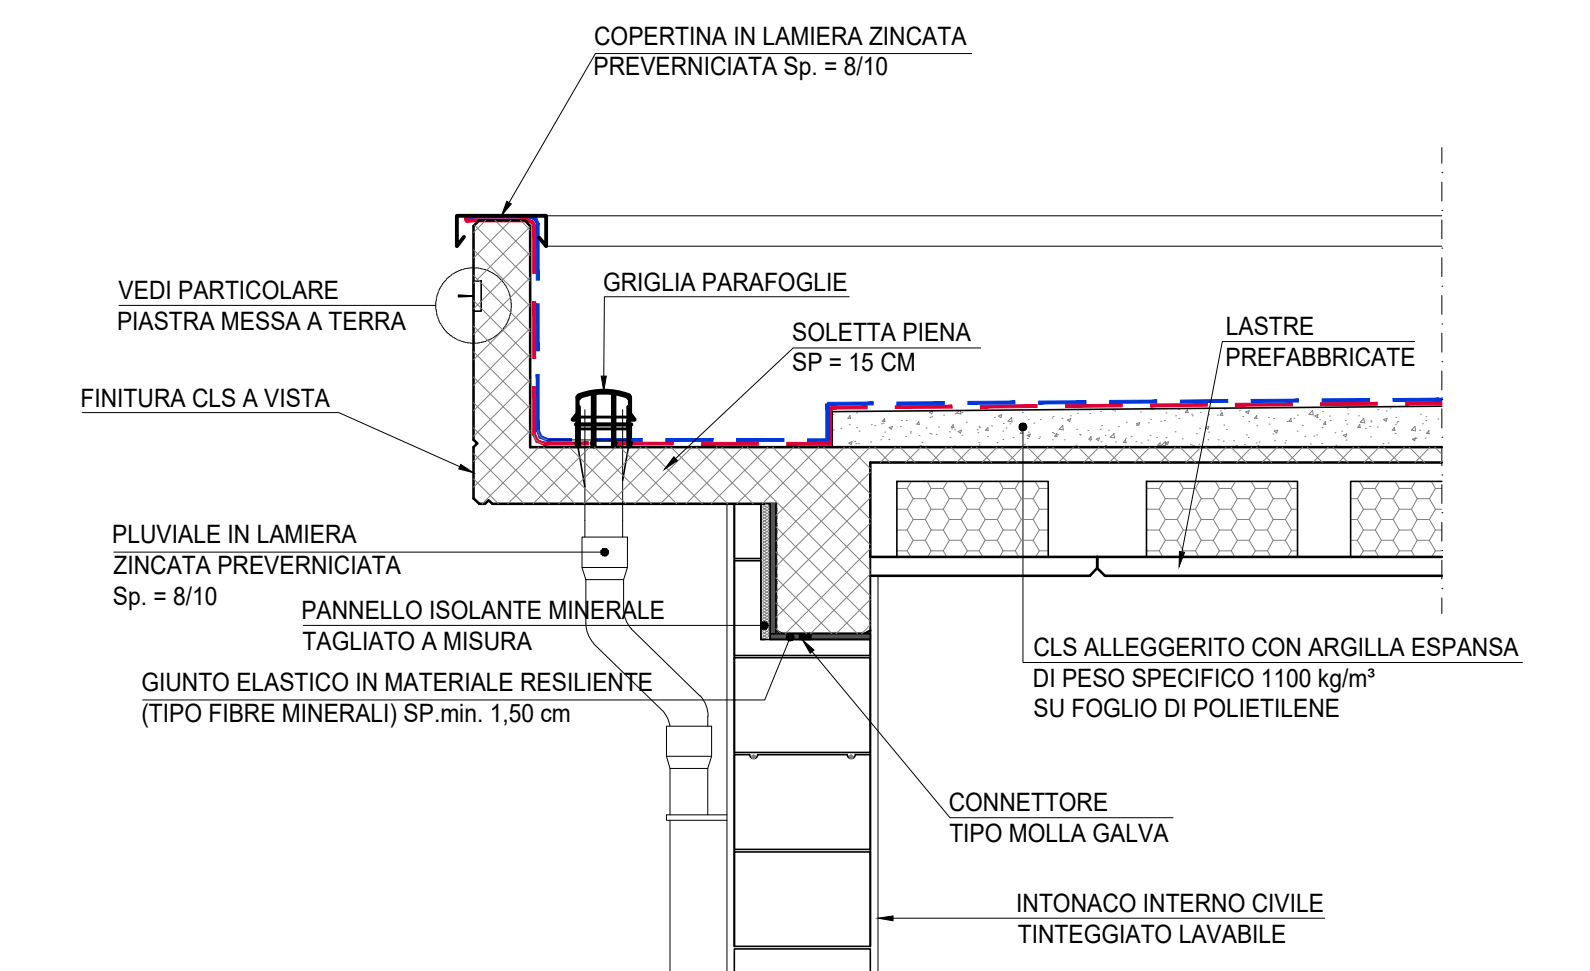 COPERTINA IN LAMIERA ZINCATA
PREVERNICIATA Sp. = 8/10
VEDI PARTICOLARE
PIASTRA MESSA A TERRA
GRIGLIA PARAFOGLIE
SOLETTA PIENA
SP = 15 CM
LASTRE
PREFABBRICATE
FINITURA CLS A VISTA
PLUVIALE IN LAMIERA
ZINCATA PREVERNICIATA
Sp. = 8/10
PANNELLO ISOLANTE MINERALE
TAGLIATO A MISURA
GIUNTO ELASTICO IN MATERIALE RESILIENTE
(TIPO FIBRE MINERALI) SP.min. 1,50 cm
CLS ALLEGGERITO CON ARGILLA ESPANSA
DI PESO SPECIFICO 1100 kg/m³
SU FOGLIO DI POLIETILENE
CONNETTORE
TIPO MOLLA GALVA
INTONACO INTERNO CIVILE
TINTEGGIATO LAVABILE